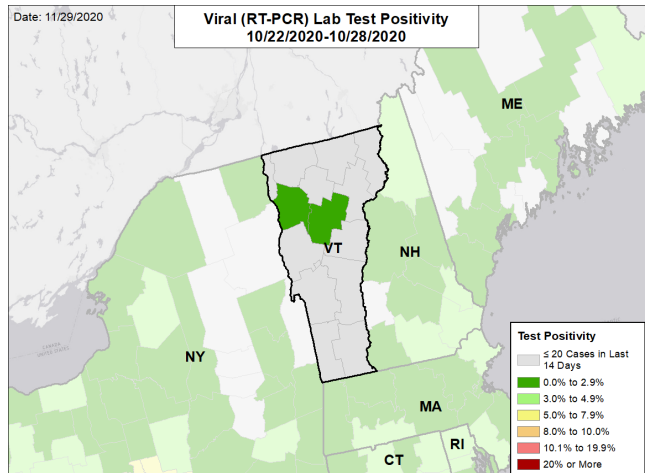 Date: 11/29/2020
Viral (RT-PCR) Lab Test Positivity
10/22/2020-10/28/2020
ME
VT
NH
NY
MA
CT
RI
CANADA
UNITED STATES
Test Positivity
≤ 20 Cases in Last
14 Days
0.0% to 2.9%
3.0% to 4.9%
5.0% to 7.9%
8.0% to 10.0%
10.1% to 19.9%
20% or More